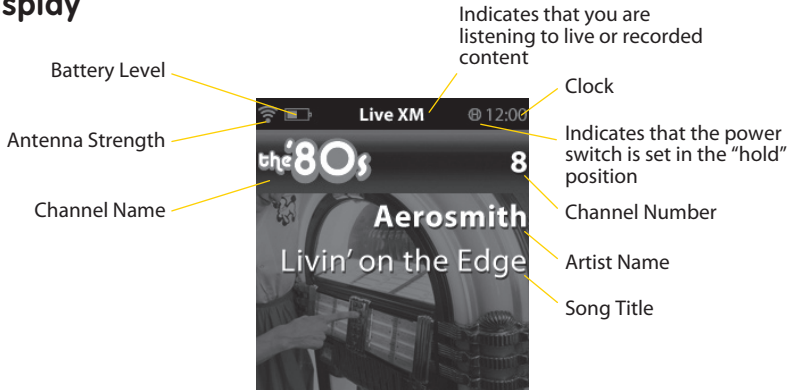 splay
Indicates that you are
listening to live or recorded
content
Battery Level
Clock
Live XM
12:00
Antenna Strength
Indicates that the power
switch is set in the “hold”
position
the '80s
8
Channel Name
Channel Number
Aerosmith
Livin’ on the Edge
Artist Name
Song Title